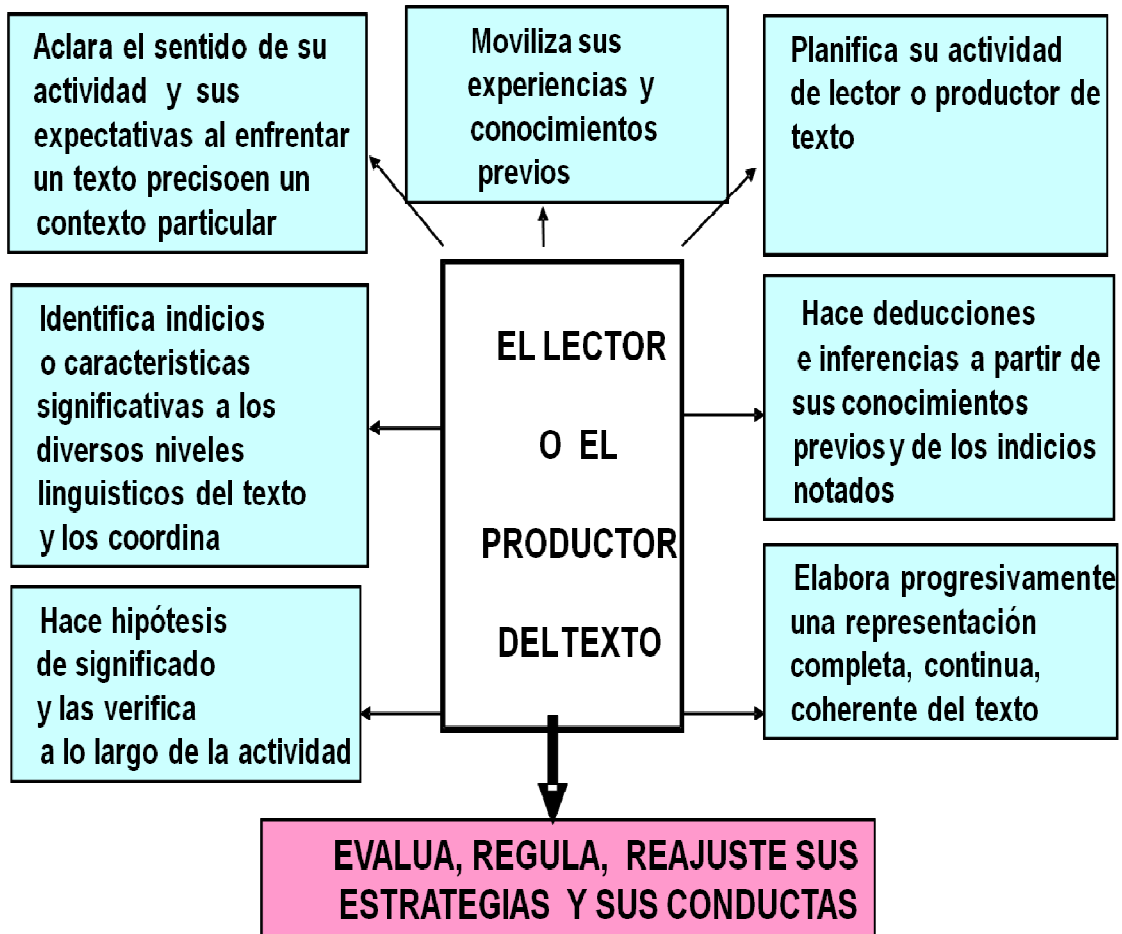 Aclara el sentido de su
actividad y sus
expectativas al enfrentar
un texto precisoen un
contexto particular
Moviliza sus
experiencias y
conocimientos
previos
Planifica su actividad
de lector o productor de
texto
Identifica indicios
o caracteristicas
significativas a los
diversos niveles
linguisticos del texto
y los coordina
EL LECTOR
O EL
PRODUCTOR
DEL TEXTO
Hace deducciones
e inferencias a partir de
sus conocimientos
previos y de los indicios
notados
Hace hipótesis
de significado
y las verifica
a lo largo de la actividad
Elabora progresivamente
una representación
completa, continua,
coherente del texto
EVALUA, REGULA, REAJUSTE SUS
ESTRATEGIAS Y SUS CONDUCTAS